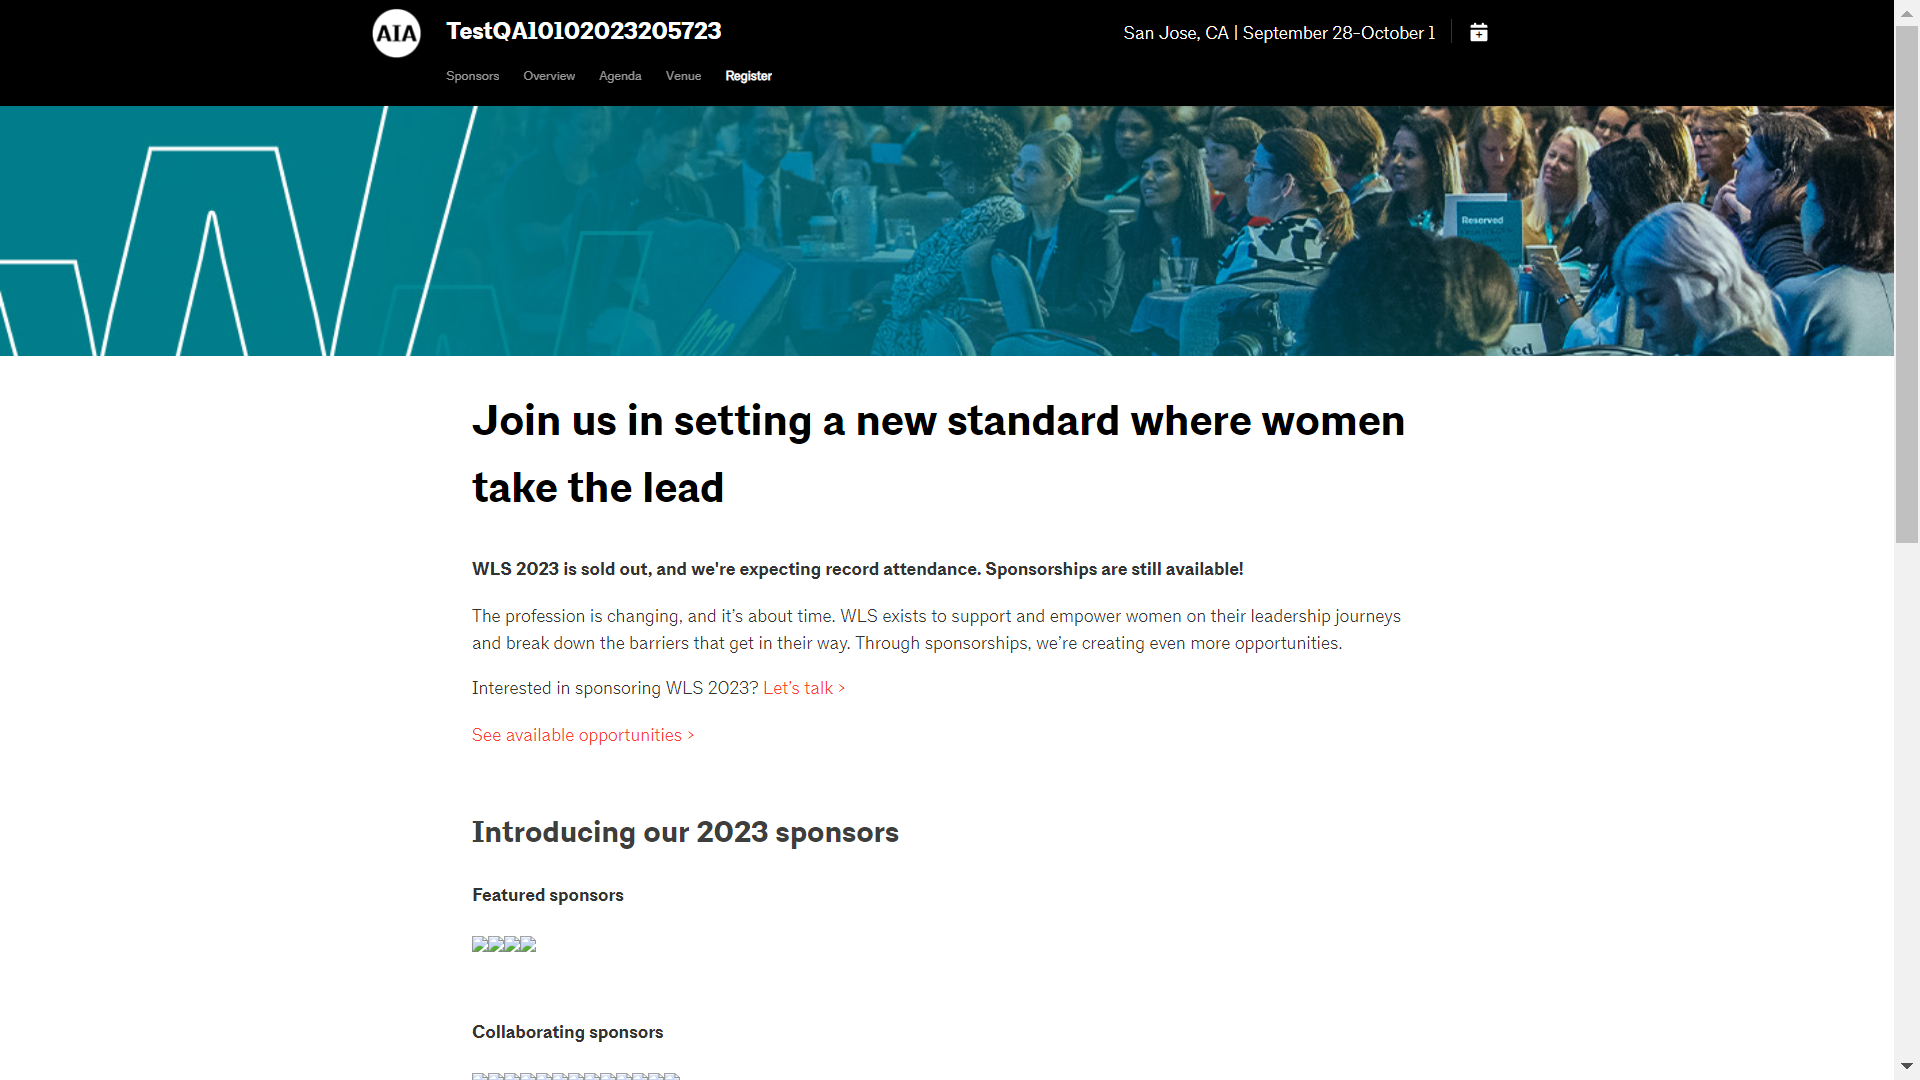 AIA
TestQA10102023205723
San Jose, CA | September 28-October 1
Sponsors
Overview
Agenda
Venue
Register
Reserved
Join us in setting a new standard where women
take the lead
WLS 2023 is sold out, and we're expecting record attendance. Sponsorships are still available!
The profession is changing, and it’s about time. WLS exists to support and empower women on their leadership journeys
and break down the barriers that get in their way. Through sponsorships, we’re creating even more opportunities.
Interested in sponsoring WLS 2023? Let’s talk >
See available opportunities >
Introducing our 2023 sponsors
Featured sponsors
Collaborating sponsors